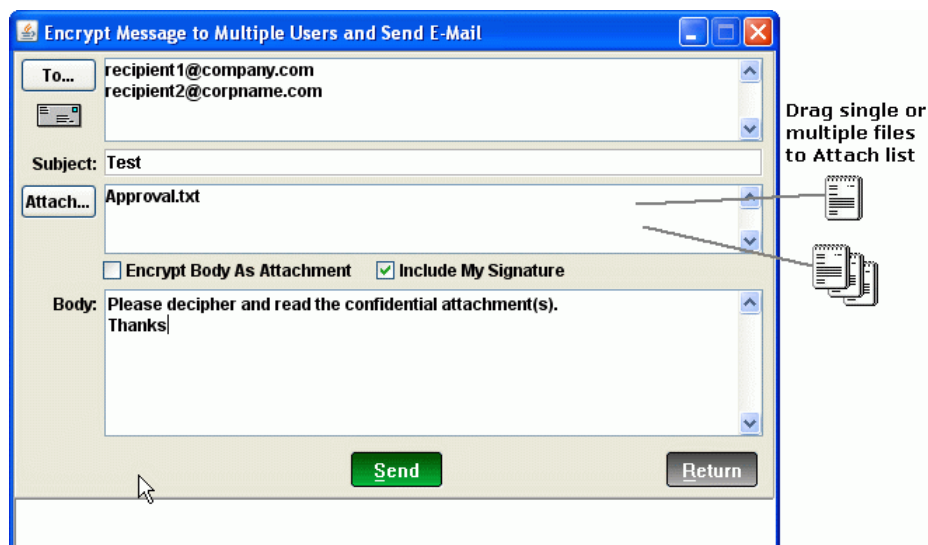 Encrypt Message to Multiple Users and Send E-Mail
To...
recipient1@company.com
recipient2@corpname.com
Drag single or
multiple files
to Attach list
Subject: Test
Attach... Approval.txt
Encrypt Body As Attachment Include My Signature
Body: Please decipher and read the confidential attachment(s).
Thanks
Send Return